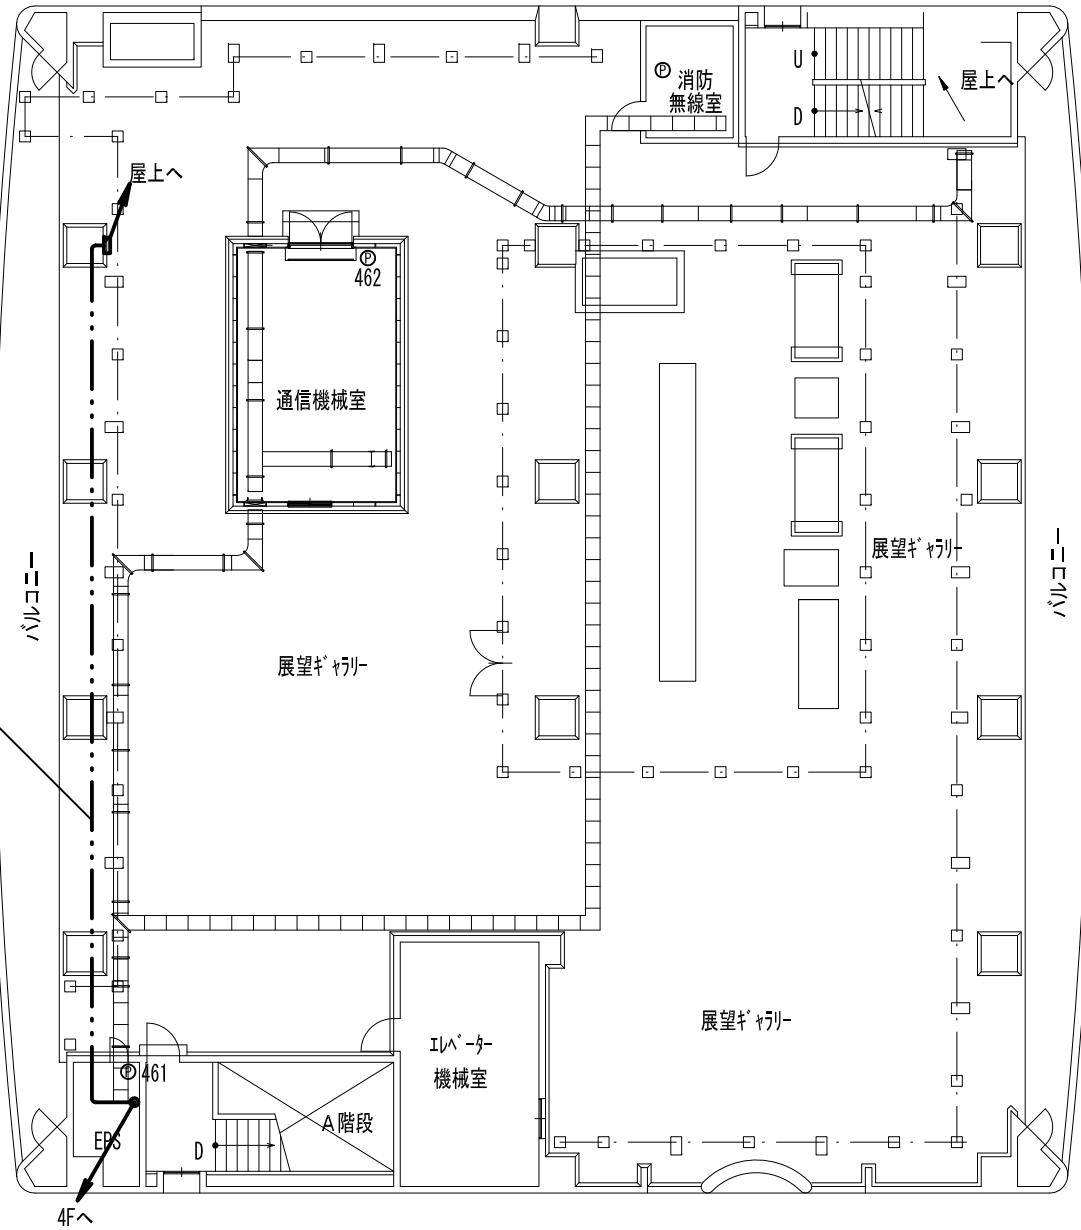 U
D
屋上へ
Ⓟ 消防
無線室
屋上へ
Ⓟ
462
通信機械室
展望ギャラリー
バルコニー
バルコニー
展望ギャラリー
展望ギャラリー
エレベーター
機械室
Ⓟ 461
A階段
EPS
D
4Fへ